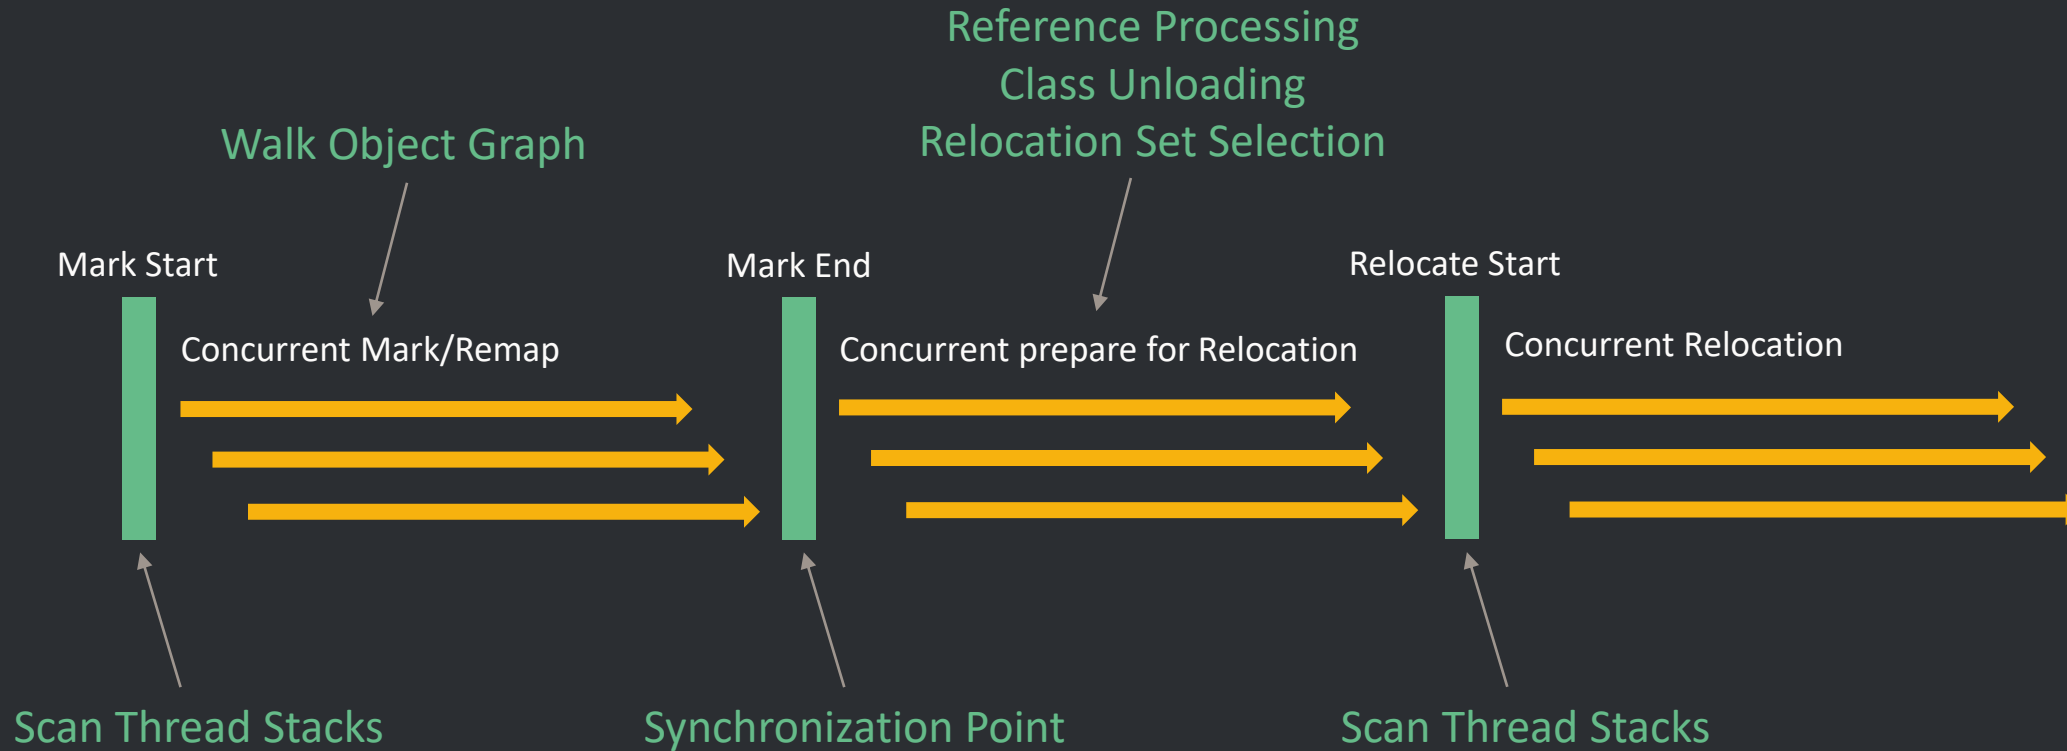 Reference Processing
Class Unloading
Relocation Set Selection
Walk Object Graph
Mark Start
Mark End
Relocate Start
Concurrent Mark/Remap
Concurrent prepare for Relocation
Concurrent Relocation
Scan Thread Stacks
Synchronization Point
Scan Thread Stacks